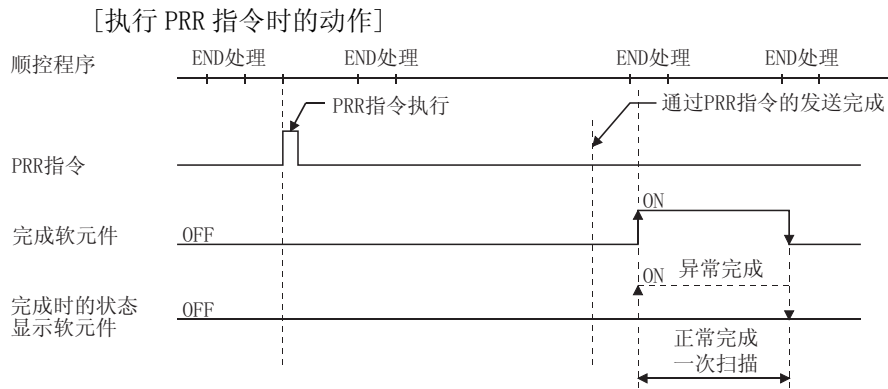 [执行 PRR 指令时的动作]
顺控程序
END处理 END处理 END处理 END处理
PRR指令执行
通过PRR指令的发送完成
PRR指令
ON
完成软元件
OFF
ON 异常完成
完成时的状态
显示软元件
OFF
正常完成
一次扫描